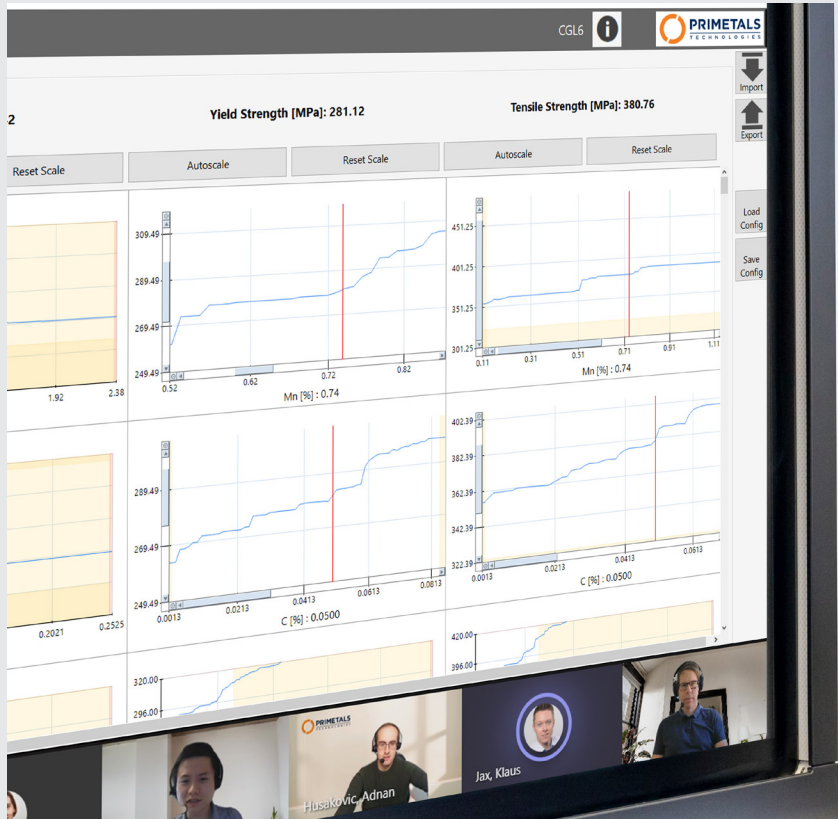 CGL6
i
PRIMETALS
TECHNOLOGIES
Import
Export
Load
Config
Save
Config
2
Yield Strength [MPa]: 281.12
Tensile Strength [MPa]: 380.76
Reset Scale
Autoscale
Reset Scale
Autoscale
Reset Scale
1.92
2.38
309.49
289.49
269.49
249.49
0.52
0.62
0.72
0.82
Mn [%] : 0.74
451.25
401.25
351.25
301.25
0.11
0.31
0.51
0.71
0.91
1.11
Mn [%] : 0.74
0.2021
0.2525
289.49
269.49
249.49
0.0013
0.0213
0.0413
0.0613
0.0813
C [%] : 0.0500
402.39
382.39
362.39
342.39
322.39
0.0013
0.0213
0.0413
0.0613
C [%] : 0.0500
320.00
296.00
420.00
396.00
PRIMETALS
TECHNOLOGIES
Husakovic, Adnan
Jax, Klaus